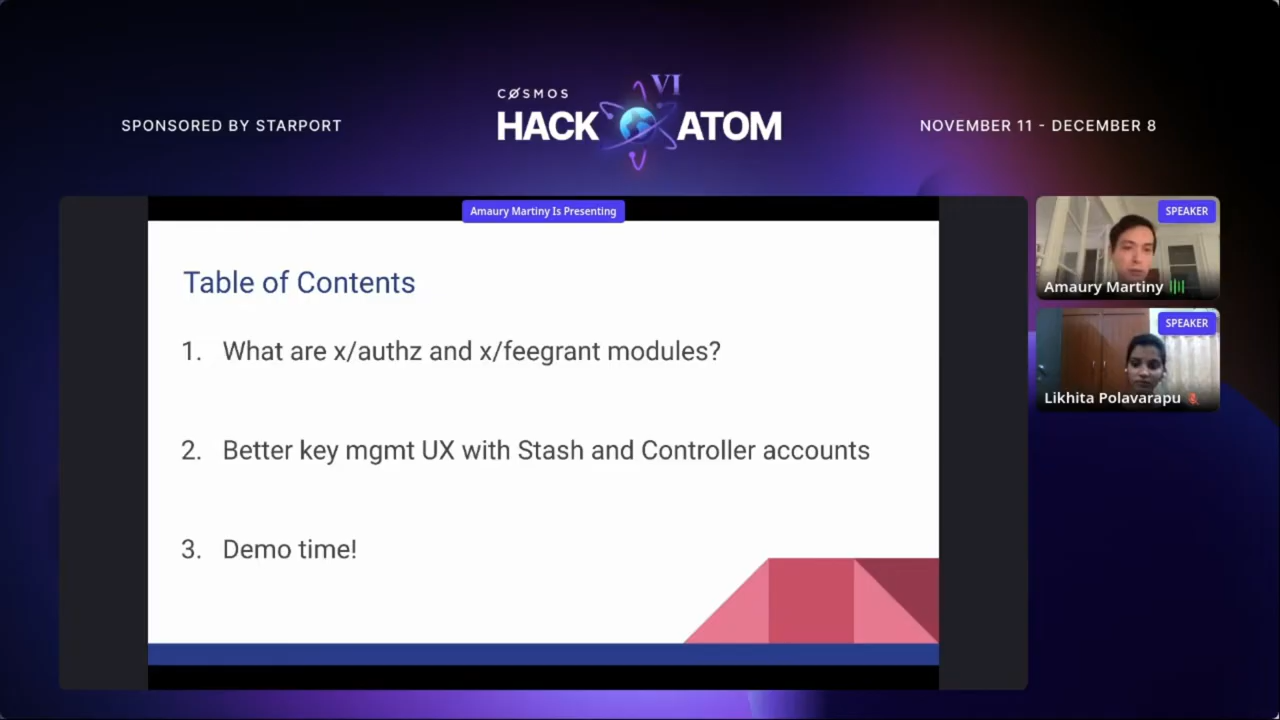 SPONSORED BY STARPORT
CØSMOS
VI
HACK ATOM
NOVEMBER 11 - DECEMBER 8
Amaury Martiny Is Presenting
Table of Contents
1. What are x/authz and x/feegrant modules?
2. Better key mgmt UX with Stash and Controller accounts
3. Demo time!
SPEAKER
Amaury Martiny
SPEAKER
Likhita Polavarapu